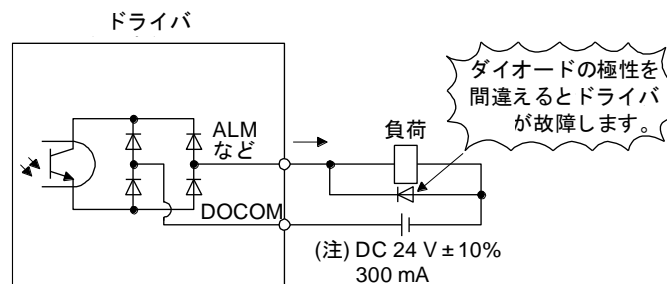 ドライバ
ダイオードの極性を
間違えるとドライバ
が故障します。
ALM
など
負荷
DOCOM
(注) DC 24 V ± 10%
300 mA